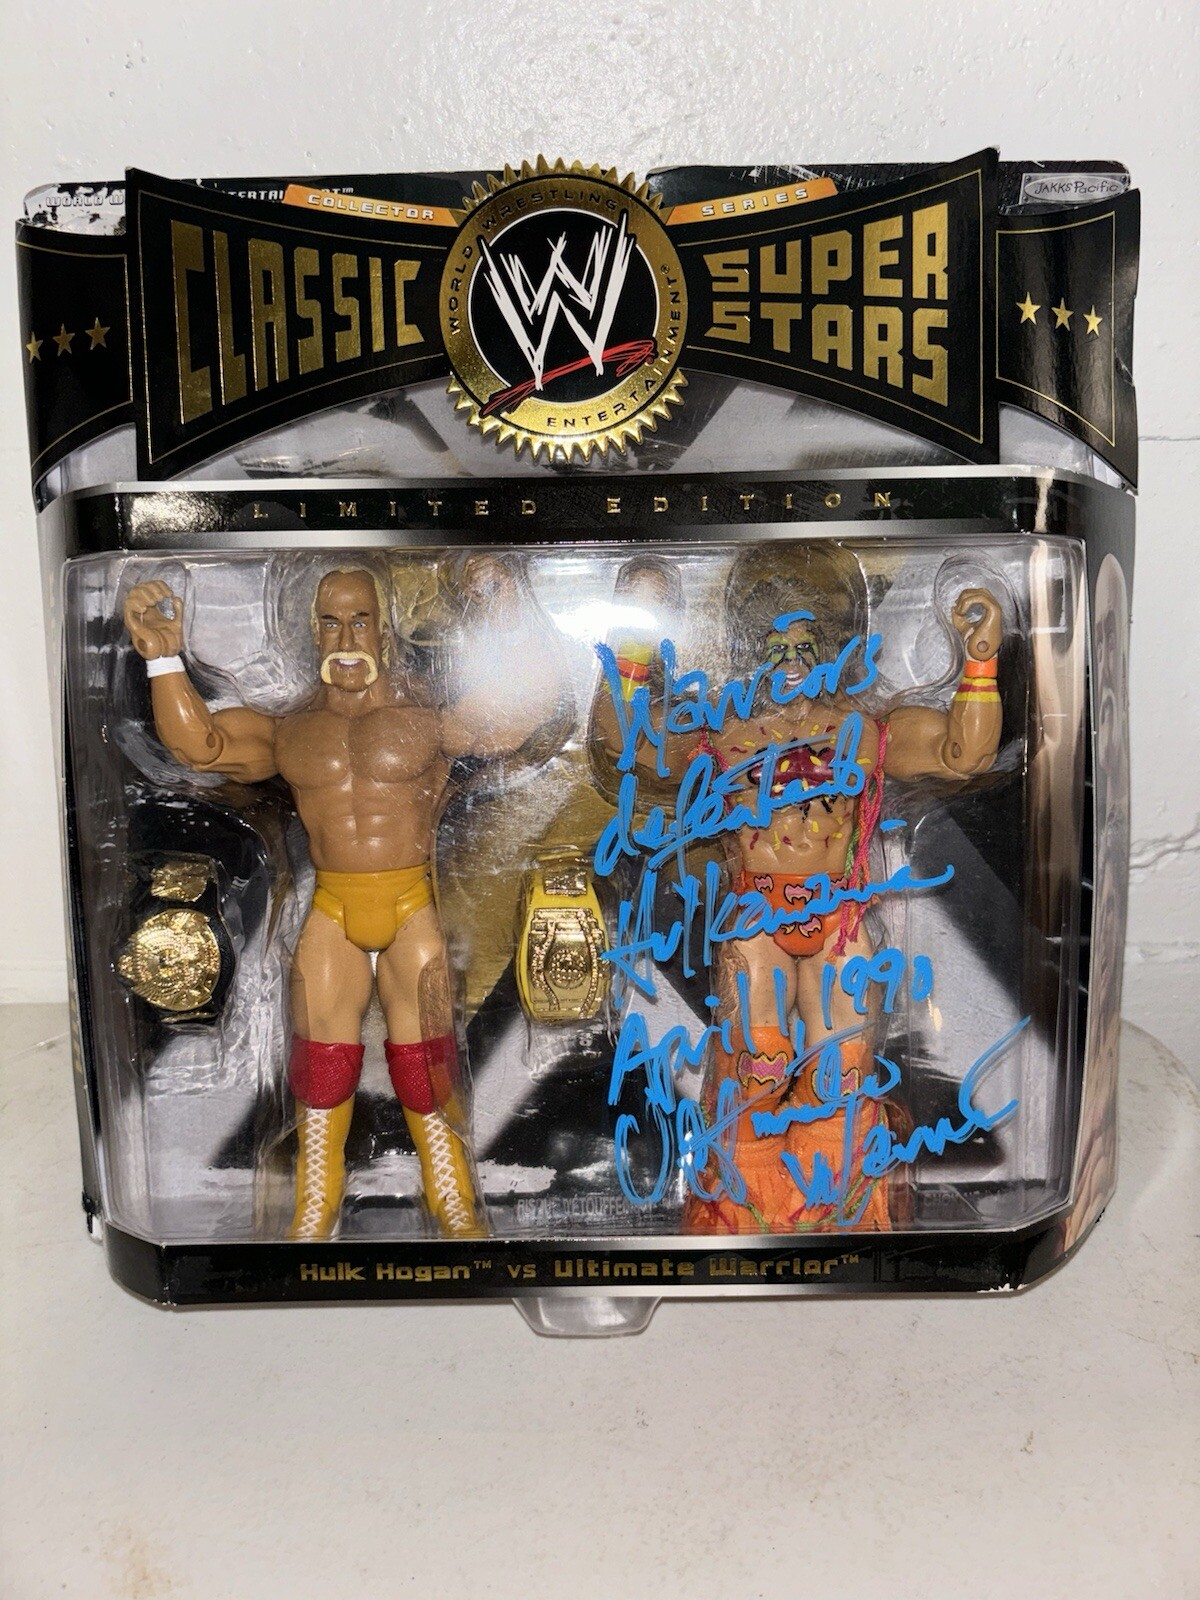 COLLECTOR
SERIES
JAKKS Pacific
CLASSIC
SUPER
STARS
WORLD WRESTLING
ENTERTAINMENT
W
LIMITED EDITION
Warriors
defeats
Hulkamania
April 1, 1990
Ultimate
Warrior
Hulk Hogan™ vs Ultimate Warrior™